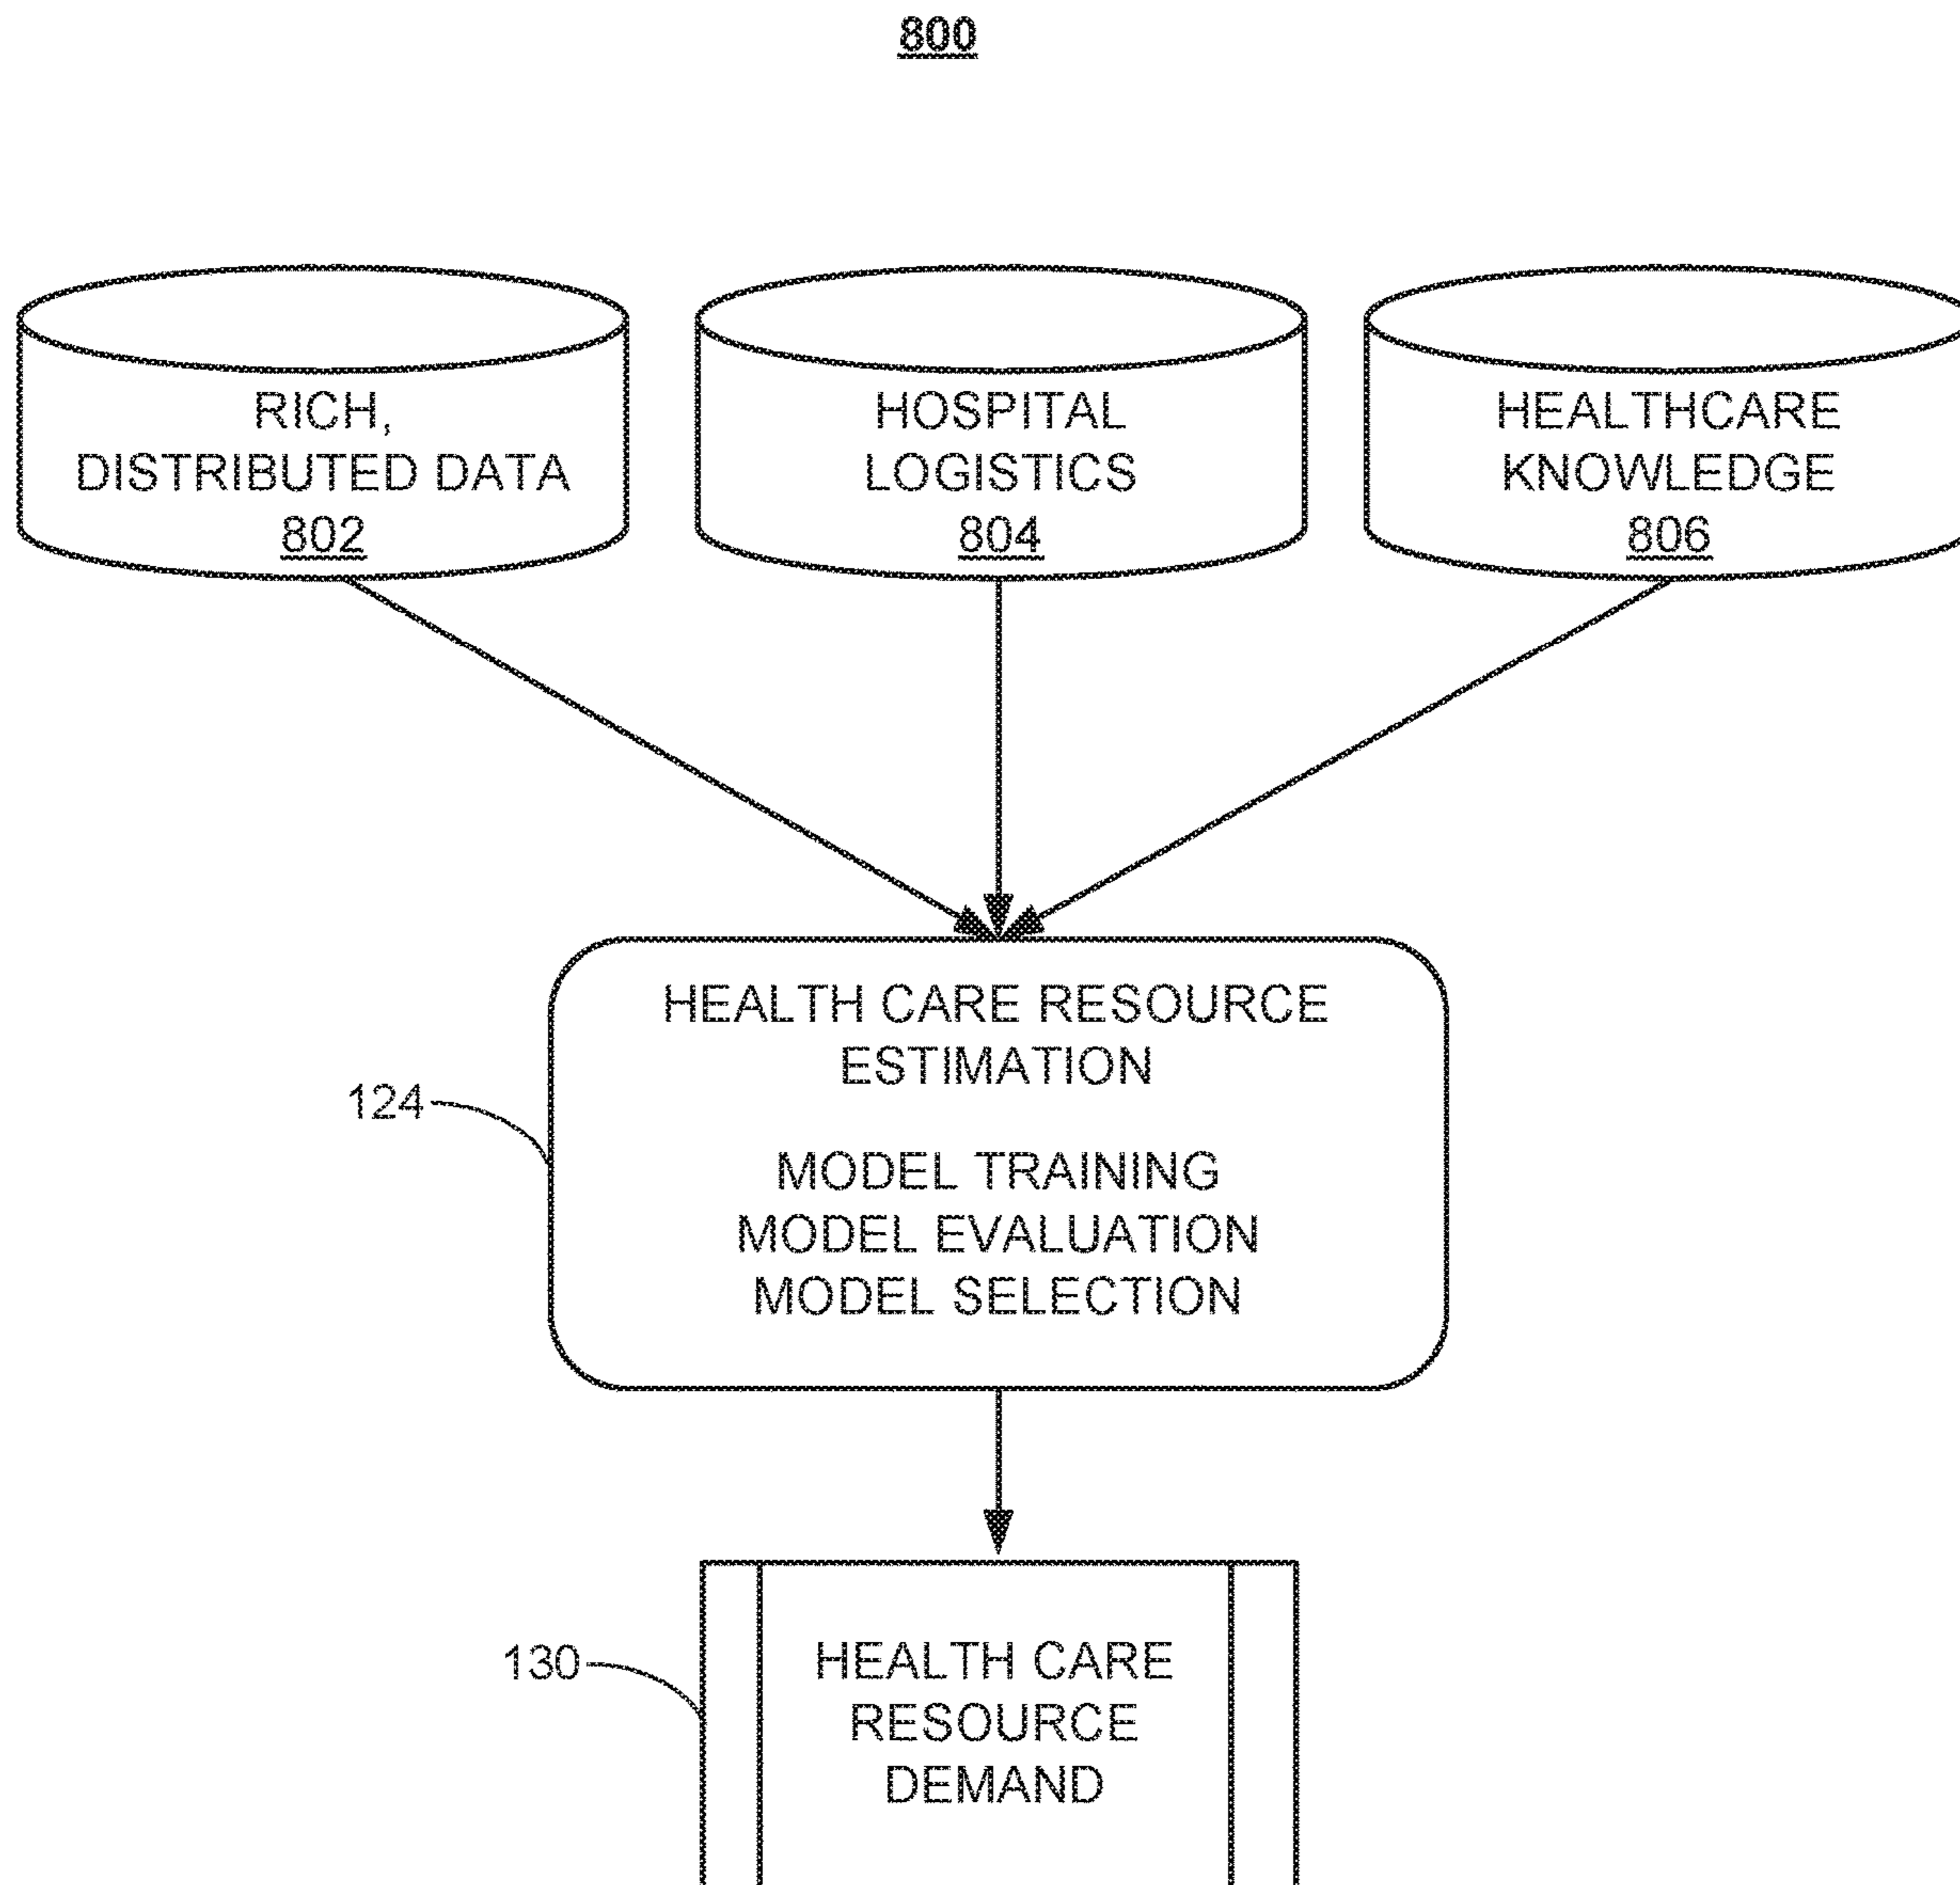 800
RICH,
DISTRIBUTED DATA
802
HOSPITAL
LOGISTICS
804
HEALTHCARE
KNOWLEDGE
806
HEALTH CARE RESOURCE
ESTIMATION
124
MODEL TRAINING
MODEL EVALUATION
MODEL SELECTION
130
HEALTH CARE
RESOURCE
DEMAND